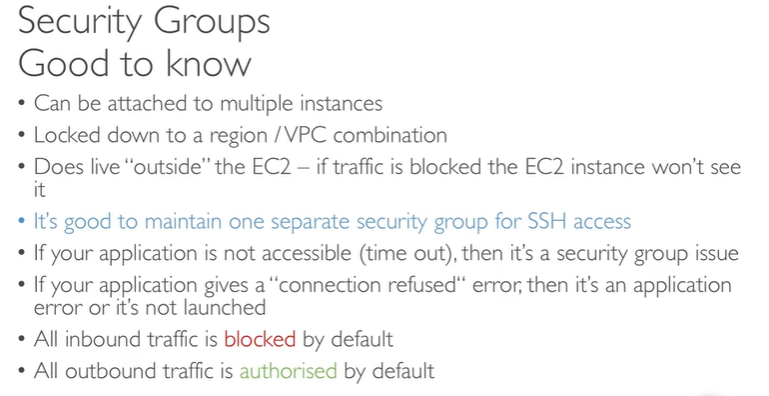 Security Groups
Good to know
• Can be attached to multiple instances
• Locked down to a region / VPC combination
• Does live “outside” the EC2 – if traffic is blocked the EC2 instance won’t see
it
• It’s good to maintain one separate security group for SSH access
• If your application is not accessible (time out), then it’s a security group issue
• If your application gives a “connection refused“ error, then it’s an application
error or it’s not launched
• All inbound traffic is blocked by default
• All outbound traffic is authorised by default